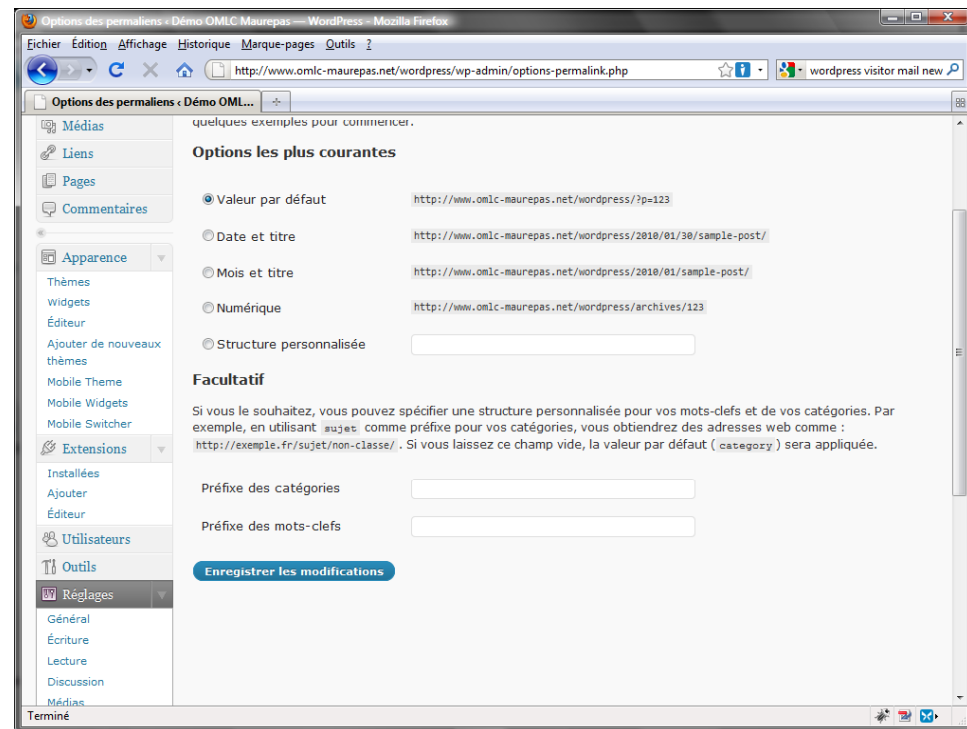 Options des permaliens ‹ Démo OMLC Maurepas — WordPress - Mozilla Firefox
Fichier Édition Affichage Historique Marque-pages Outils ?
http://www.omlc-maurepas.net/wordpress/wp-admin/options-permalink.php
wordpress visitor mail new
Options des permaliens ‹ Démo OML...
Médias
Liens
Pages
Commentaires
Apparence
Thèmes
Widgets
Éditeur
Ajouter de nouveaux
thèmes
Mobile Theme
Mobile Widgets
Mobile Switcher
Extensions
Installées
Ajouter
Éditeur
Utilisateurs
Outils
Réglages
Général
Écriture
Lecture
Discussion
Médias
quelques exemples pour commencer.
Options les plus courantes
Valeur par défaut http://www.omlc-maurepas.net/wordpress/?p=123
Date et titre http://www.omlc-maurepas.net/wordpress/2010/01/30/sample-post/
Mois et titre http://www.omlc-maurepas.net/wordpress/2010/01/sample-post/
Numérique http://www.omlc-maurepas.net/wordpress/archives/123
Structure personnalisée
Facultatif
Si vous le souhaitez, vous pouvez spécifier une structure personnalisée pour vos mots-clefs et de vos catégories. Par
exemple, en utilisant sujet comme préfixe pour vos catégories, vous obtiendrez des adresses web comme :
http://exemple.fr/sujet/non-classe/ . Si vous laissez ce champ vide, la valeur par défaut ( category ) sera appliquée.
Préfixe des catégories
Préfixe des mots-clefs
Enregistrer les modifications
Terminé